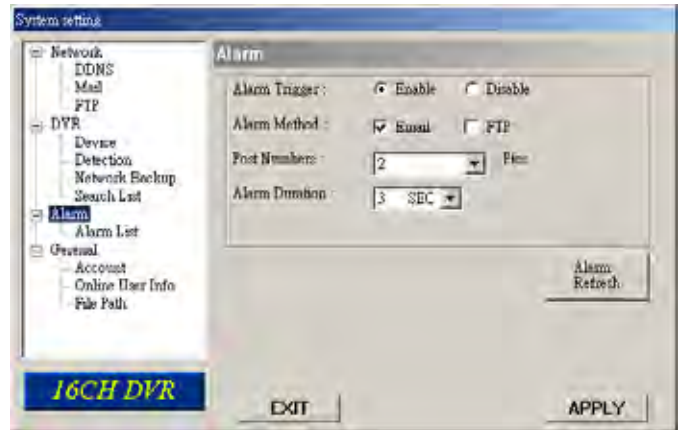 System setting
Network
DDNS
Mail
FTP
DVR
Device
Detection
Network Backup
Search List
Alarm
Alarm List
General
Account
Online User Info
File Path
16CH DVR
Alarm
Alarm Trigger :
Enable
Disable
Alarm Method :
Email
FTP
Post Numbers :
2
Pics
Alarm Duration :
3 SEC
Alarm
Refresh
EXIT
APPLY